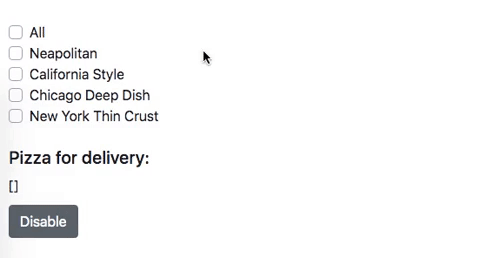 All
Neapolitan
California Style
Chicago Deep Dish
New York Thin Crust
Pizza for delivery:
[]
Disable